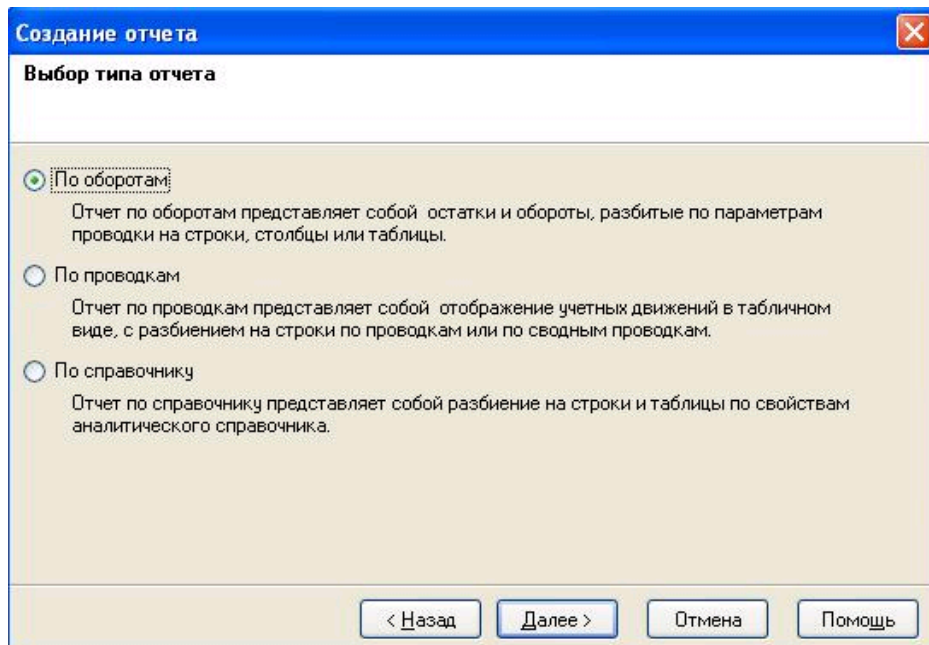 Создание отчета
Выбор типа отчета
По оборотам
Отчет по оборотам представляет собой остатки и обороты, разбитые по параметрам
проводки на строки, столбцы или таблицы.
По проводкам
Отчет по проводкам представляет собой отображение учетных движений в табличном
виде, с разбиением на строки по проводкам или по сводным проводкам.
По справочнику
Отчет по справочнику представляет собой разбиение на строки и таблицы по свойствам
аналитического справочника.
< Назад Далее > Отмена Помощь